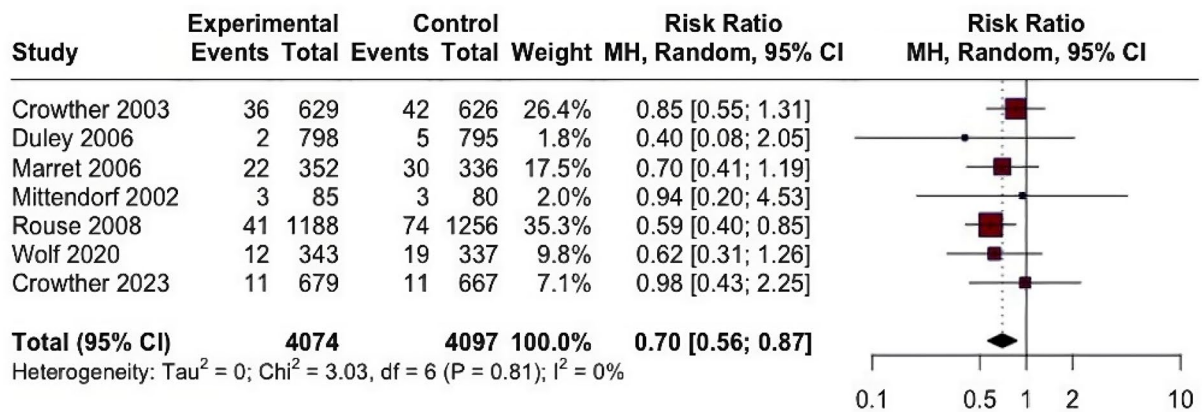 Experimental Control Risk Ratio Risk Ratio
Study Events Total Events Total Weight MH, Random, 95% CI MH, Random, 95% CI
Crowther 2003 36 629 42 626 26.4% 0.85 [0.55; 1.31]
Duley 2006 2 798 5 795 1.8% 0.40 [0.08; 2.05]
Marret 2006 22 352 30 336 17.5% 0.70 [0.41; 1.19]
Mittendorf 2002 3 85 3 80 2.0% 0.94 [0.20; 4.53]
Rouse 2008 41 1188 74 1256 35.3% 0.59 [0.40; 0.85]
Wolf 2020 12 343 19 337 9.8% 0.62 [0.31; 1.26]
Crowther 2023 11 679 11 667 7.1% 0.98 [0.43; 2.25]
Total (95% CI) 4074 4097 100.0% 0.70 [0.56; 0.87]
Heterogeneity: Tau² = 0; Chi² = 3.03, df = 6 (P = 0.81); I² = 0%
0.1 0.5 1 2 10